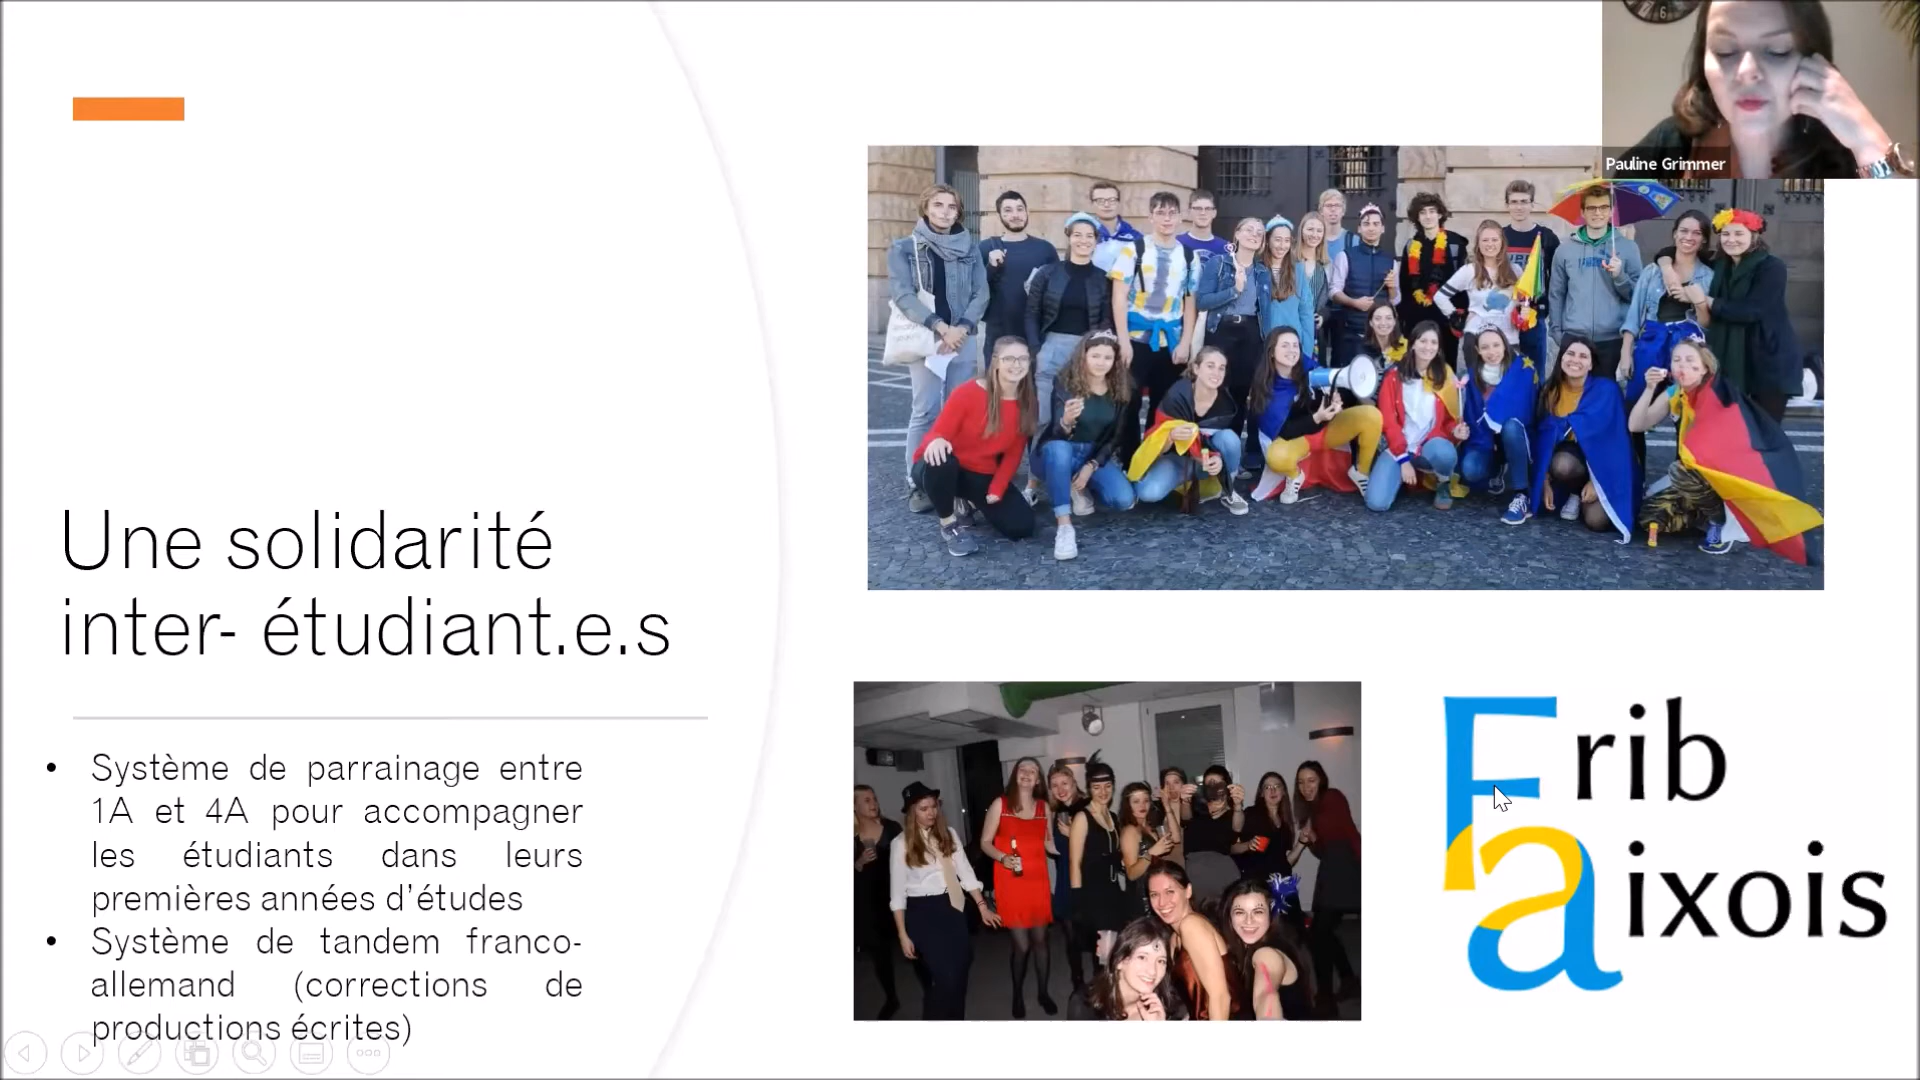 Pauline Grimmer
Une solidarité
inter- étudiant.e.s
• Système de parrainage entre
1A et 4A pour accompagner
les étudiants dans leurs
premières années d’études
• Système de tandem franco-
allemand (corrections de
productions écrites)
Frib
aixois